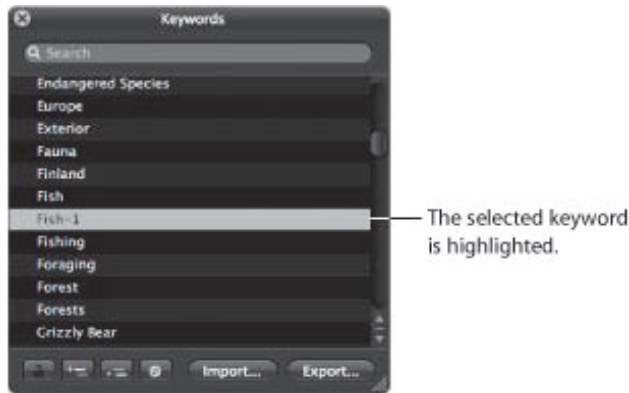 Keywords
Search
Endangered Species
Europe
Exterior
Fauna
Finland
Fish
Fish-1
Fishing
Foraging
Forest
Forests
Grizzly Bear
Import...
Export...
The selected keyword
is highlighted.